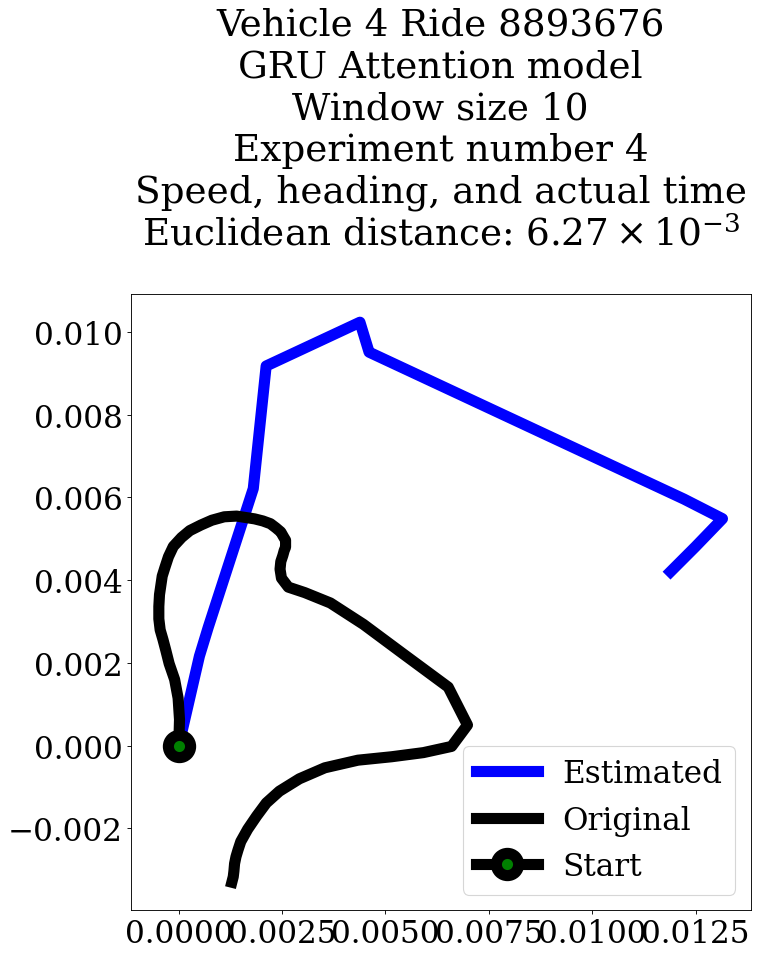 Vehicle 4 Ride 8893676
GRU Attention model
Window size 10
Experiment number 4
Speed, heading, and actual time
Euclidean distance: 6.27 × 10⁻³
0.010
0.008
0.006
0.004
0.002
0.000
−0.002
Estimated
Original
Start
0.0000 0.0025 0.0050 0.0075 0.0100 0.0125